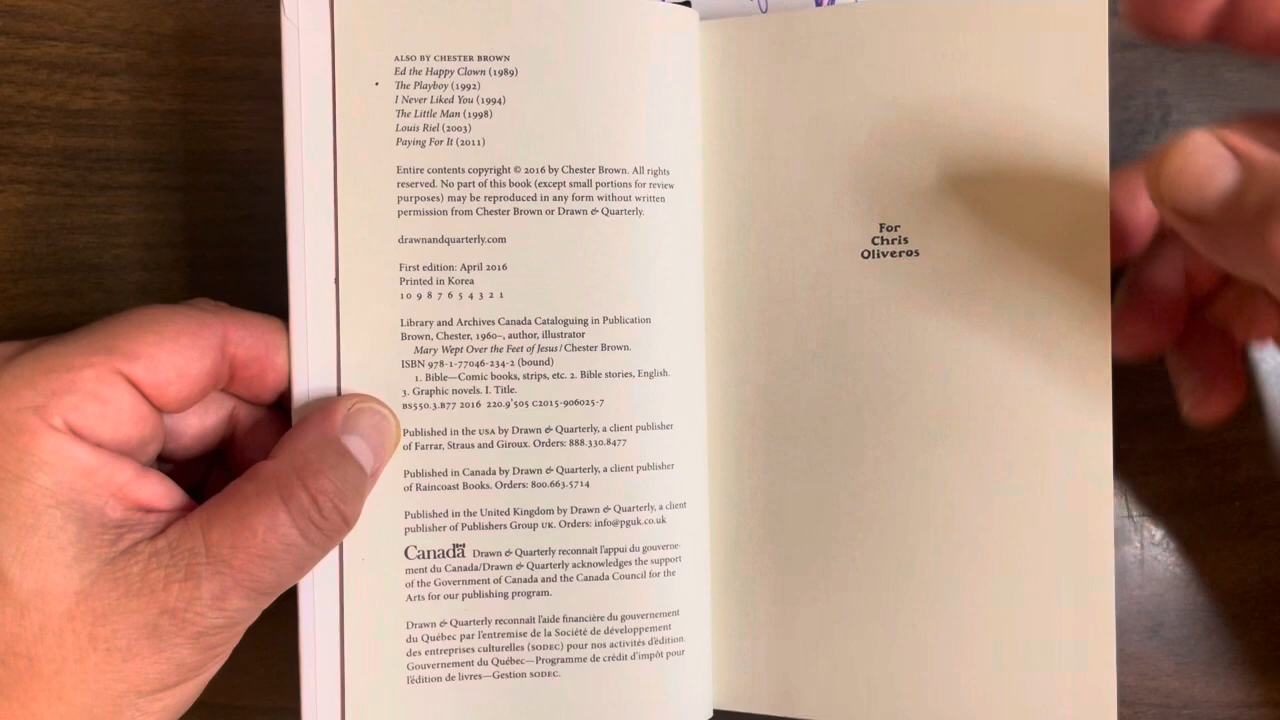 ALSO BY CHESTER BROWN
Ed the Happy Clown (1989)
The Playboy (1992)
I Never Liked You (1994)
The Little Man (1998)
Louis Riel (2003)
Paying For It (2011)
Entire contents copyright © 2016 by Chester Brown. All rights
reserved. No part of this book (except small portions for review
purposes) may be reproduced in any form without written
permission from Chester Brown or Drawn & Quarterly.
drawnandquarterly.com
First edition: April 2016
Printed in Korea
10 9 8 7 6 5 4 3 2 1
Library and Archives Canada Cataloguing in Publication
Brown, Chester, 1960–, author, illustrator
Mary Wept Over the Feet of Jesus / Chester Brown.
ISBN 978-1-77046-234-2 (bound)
1. Bible—Comic books, strips, etc. 2. Bible stories, English.
3. Graphic novels. I. Title.
BS550.3.B77 2016 220.9'505 C2015-906025-7
Published in the USA by Drawn & Quarterly, a client publisher
of Farrar, Straus and Giroux. Orders: 888.330.8477
Published in Canada by Drawn & Quarterly, a client publisher
of Raincoast Books. Orders: 800.663.5714
Published in the United Kingdom by Drawn & Quarterly, a client
publisher of Publishers Group UK. Orders: info@pguk.co.uk
Canada Drawn & Quarterly reconnaît l'appui du gouverne-
ment du Canada/Drawn & Quarterly acknowledges the support
of the Government of Canada and the Canada Council for the
Arts for our publishing program.
Drawn & Quarterly reconnaît l'aide financière du gouvernement
du Québec par l'entremise de la Société de développement
des entreprises culturelles (SODEC) pour nos activités d'édition.
Gouvernement du Québec—Programme de crédit d'impôt pour
l'édition de livres—Gestion SODEC.
For
Chris
Oliveros